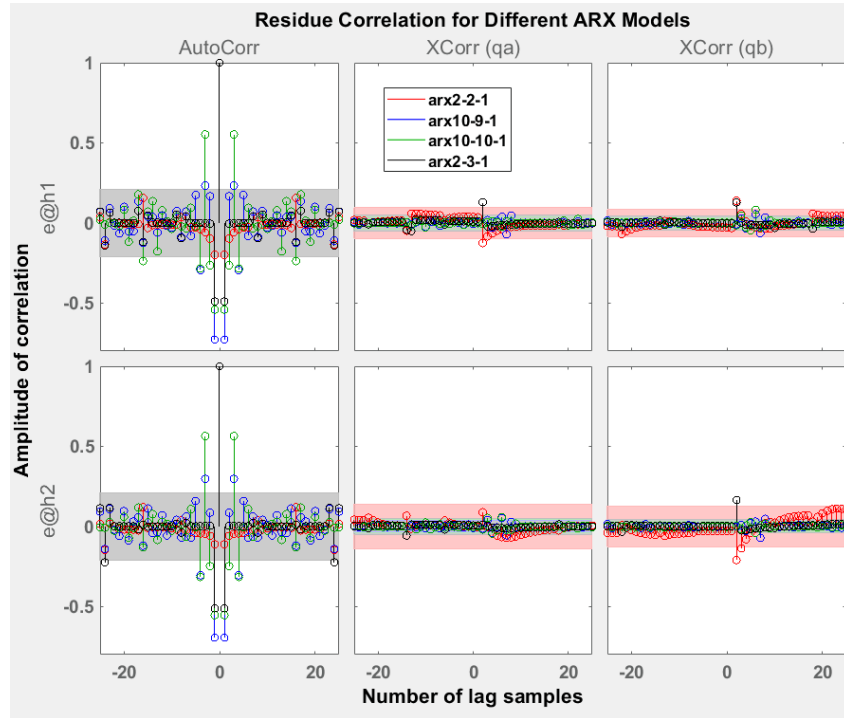 Residue Correlation for Different ARX Models
AutoCorr
XCorr (qa)
XCorr (qb)
Amplitude of correlation
e@h1
1
0.5
0
-0.5
arx2-2-1
arx10-9-1
arx10-10-1
arx2-3-1
e@h2
1
0.5
0
-0.5
-20
0
20
-20
0
20
-20
0
20
Number of lag samples